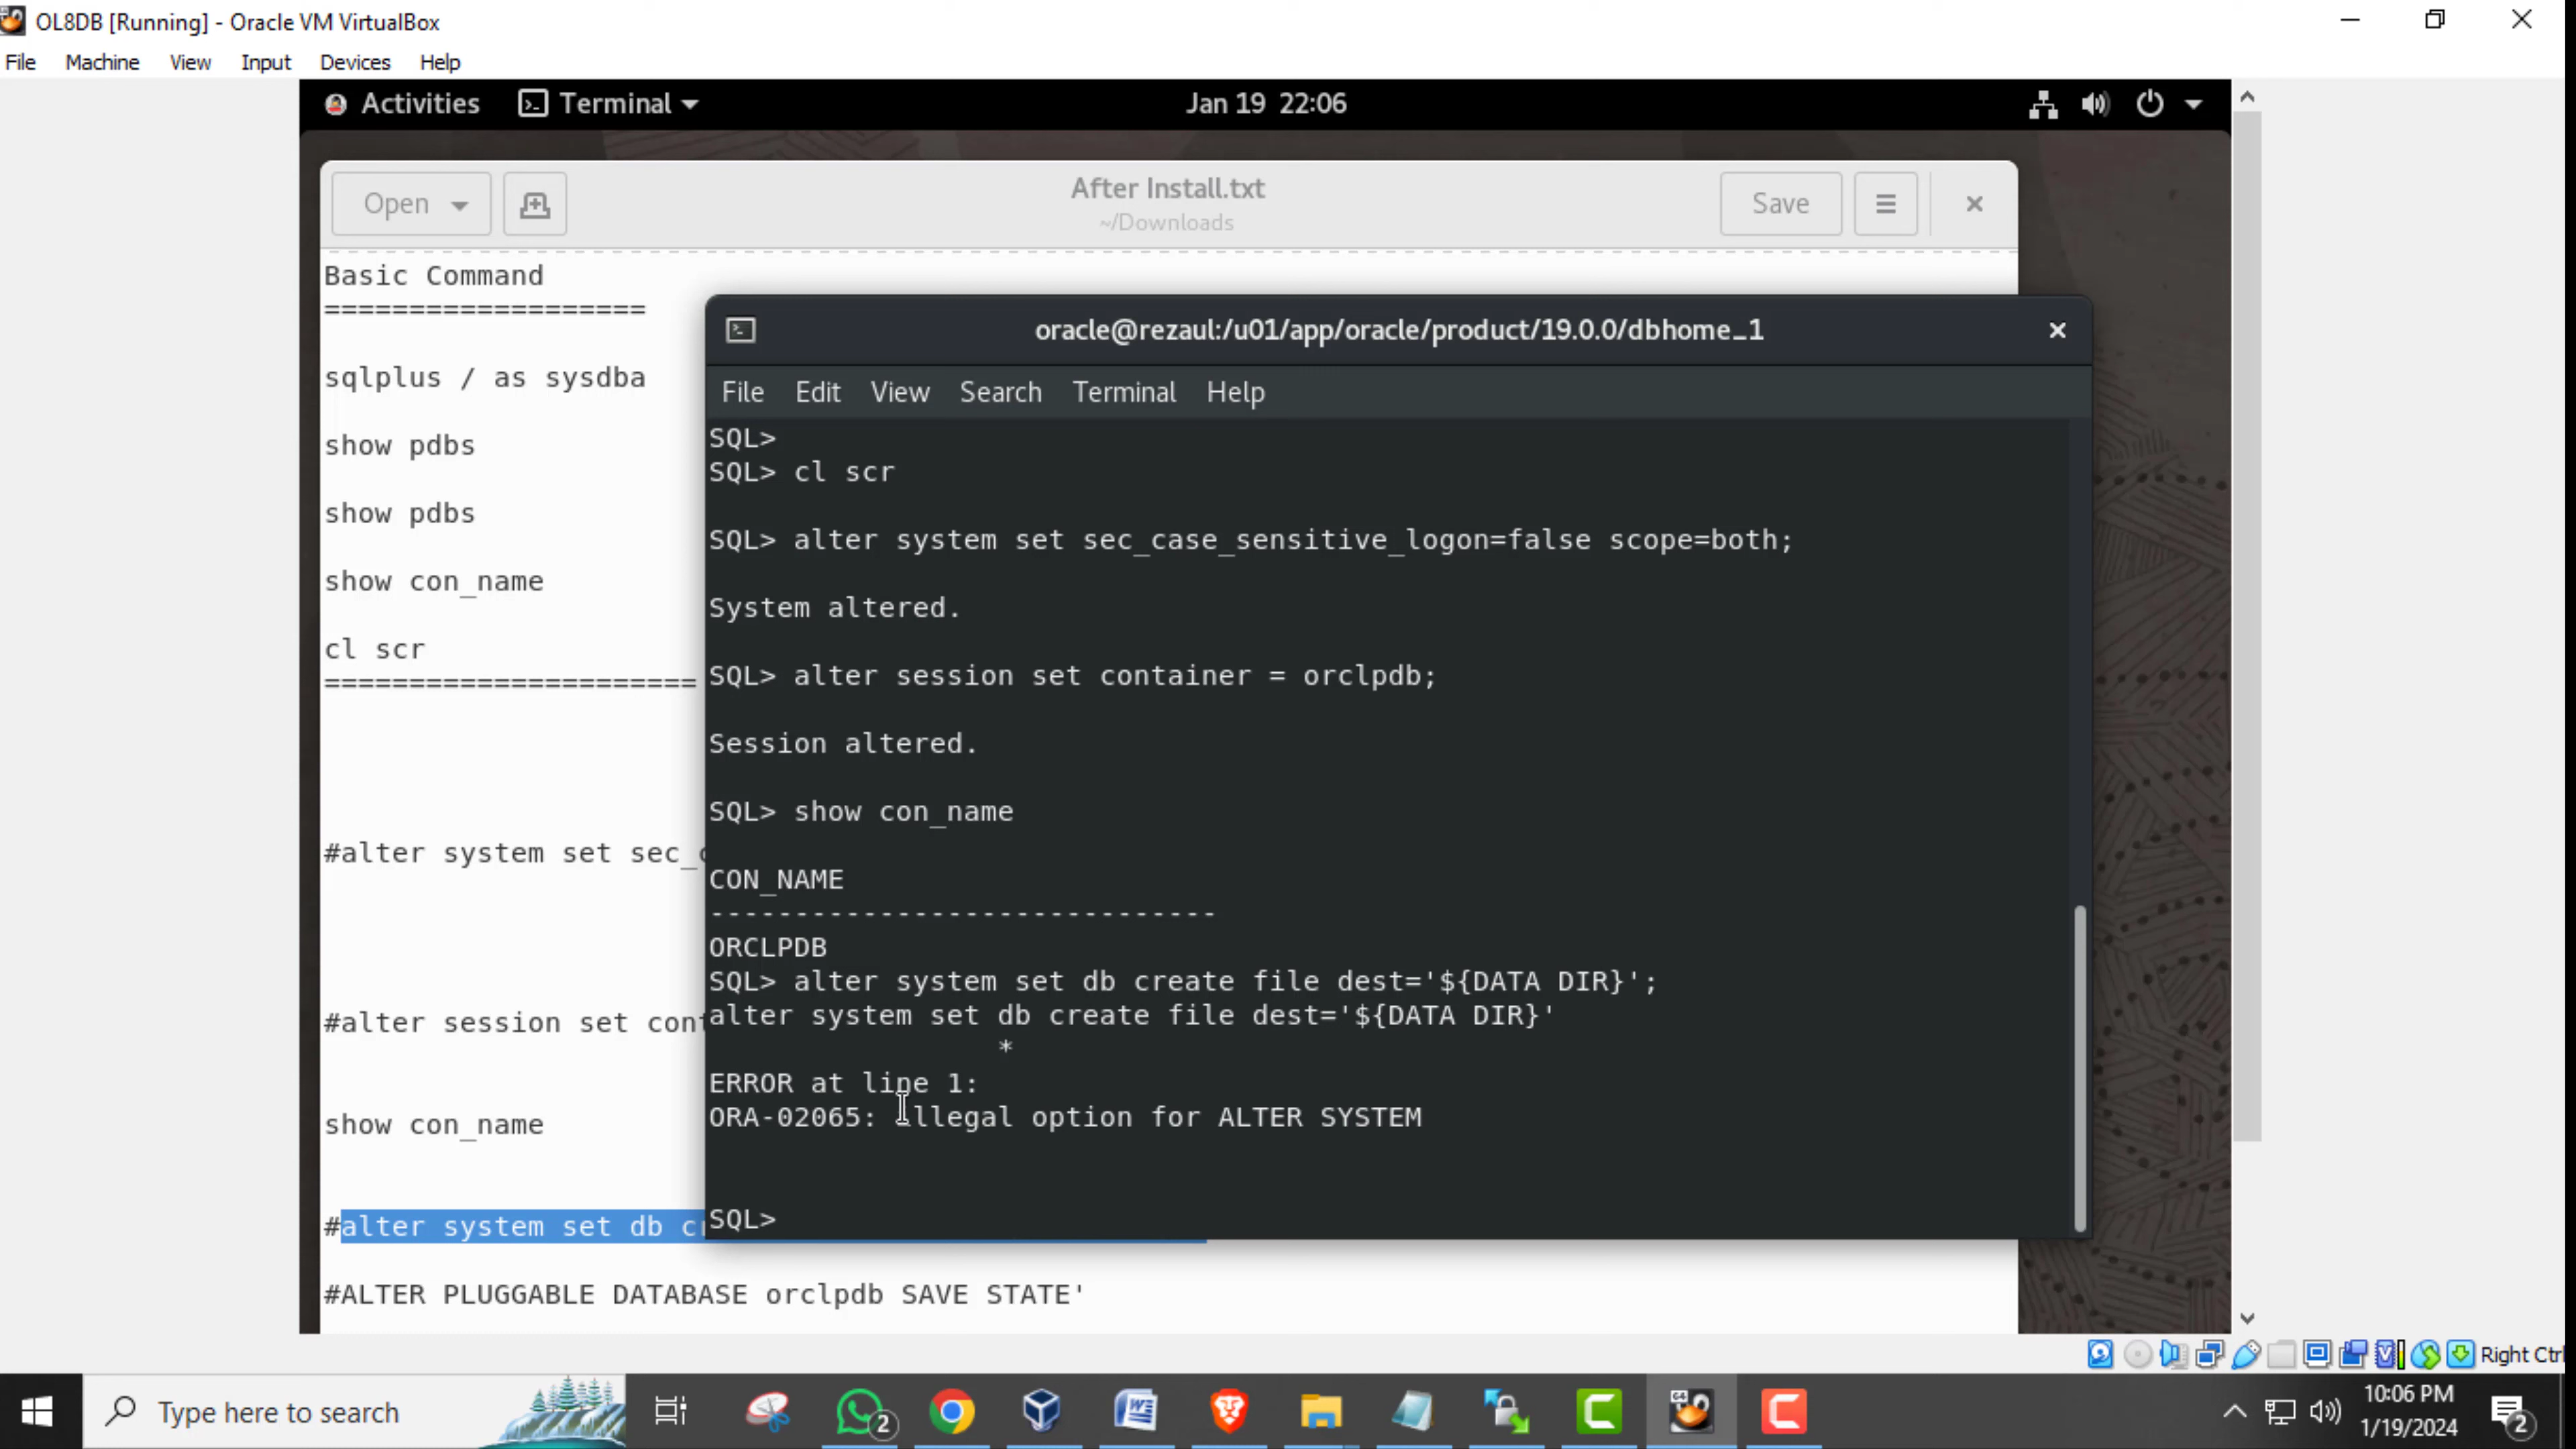 OL8DB [Running] - Oracle VM VirtualBox
File Machine View Input Devices Help
Activities Terminal Jan 19 22:06
Open After Install.txt Save
~/Downloads
Basic Command
===================
sqlplus / as sysdba
show pdbs
show pdbs
show con_name
cl scr
======================
#alter system set sec_c
#alter session set cont
show con_name
#alter system set db cr
#ALTER PLUGGABLE DATABASE orclpdb SAVE STATE'
oracle@rezaul:/u01/app/oracle/product/19.0.0/dbhome_1
File Edit View Search Terminal Help
SQL>
SQL> cl scr
SQL> alter system set sec_case_sensitive_logon=false scope=both;
System altered.
SQL> alter session set container = orclpdb;
Session altered.
SQL> show con_name
CON_NAME
------------------------------
ORCLPDB
SQL> alter system set db create file dest='${DATA DIR}';
alter system set db create file dest='${DATA DIR}'
*
ERROR at line 1:
ORA-02065: illegal option for ALTER SYSTEM
SQL>
Right Ctrl
Type here to search
2
64
10:06 PM
1/19/2024
2